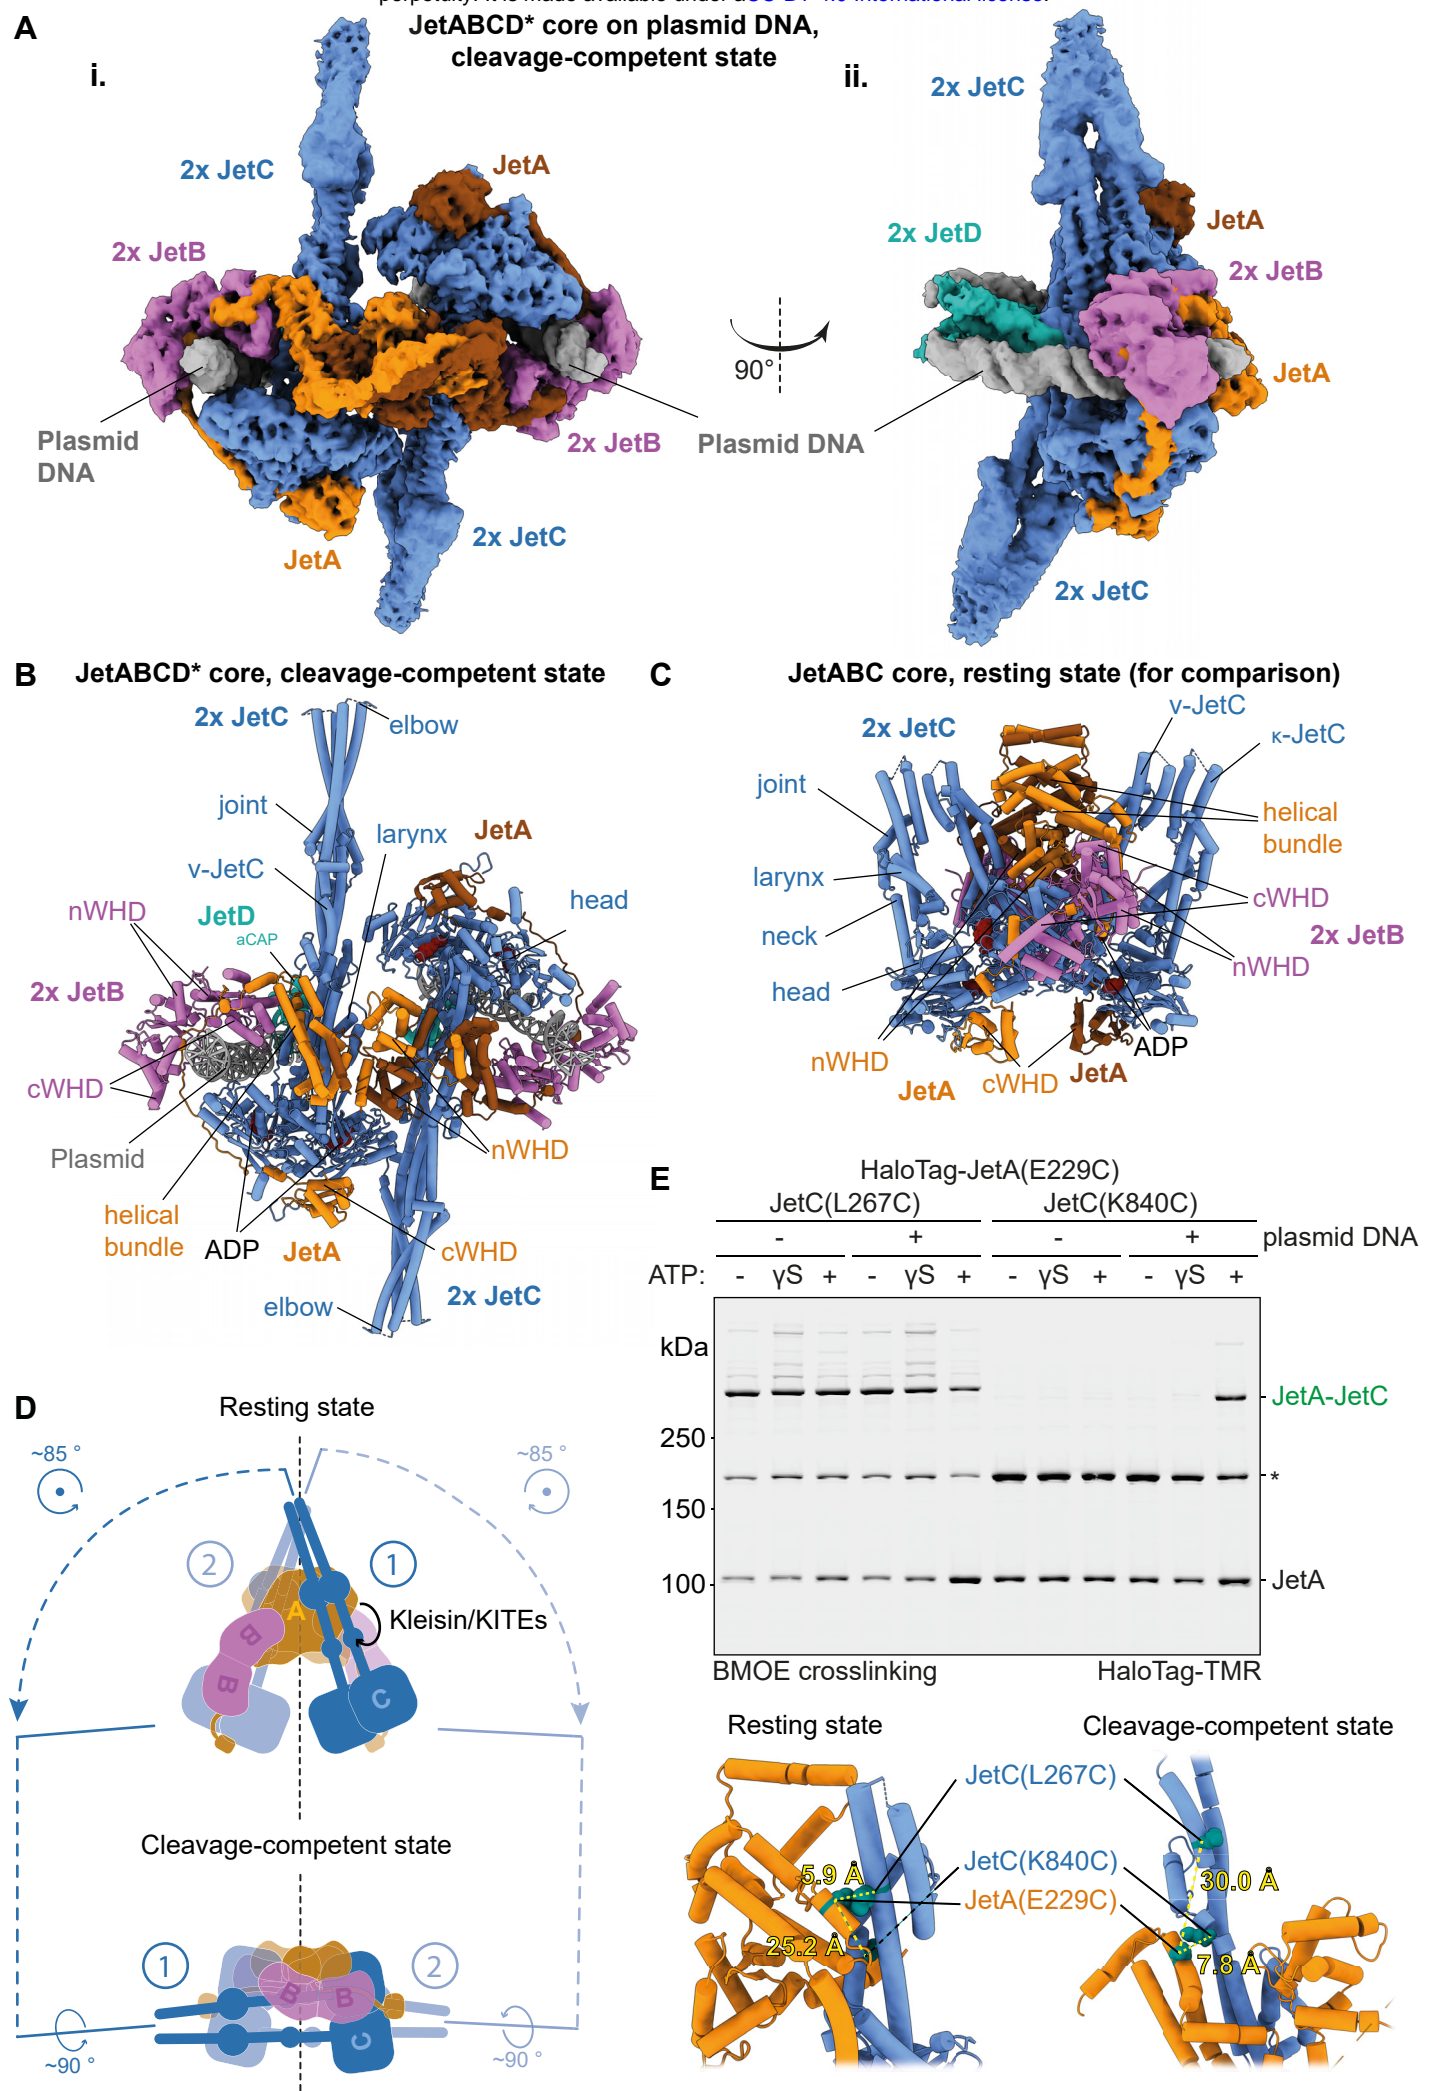 A
JetABCD* core on plasmid DNA,
cleavage-competent state
i.
ii.
2x JetC
2x JetC
JetA
2x JetD
JetA
2x JetB
2x JetB
90°
JetA
Plasmid
DNA
2x JetB
Plasmid DNA
2x JetC
JetA
2x JetC
B
JetABCD* core, cleavage-competent state
2x JetC
elbow
joint
larynx
JetA
ν-JetC
head
nWHD
JetD
aCAP
2x JetB
cWHD
Plasmid
nWHD
helical
bundle
ADP
JetA
cWHD
2x JetC
elbow
C
JetABC core, resting state (for comparison)
ν-JetC
2x JetC
κ-JetC
joint
helical
bundle
larynx
cWHD
neck
2x JetB
nWHD
head
ADP
nWHD
cWHD
JetA
JetA
D
Resting state
~85 °
~85 °
2
1
A
Kleisin/KITEs
B
B
C
Cleavage-competent state
1
2
B
B
C
~90 °
~90 °
E
HaloTag-JetA(E229C)
JetC(L267C)
JetC(K840C)
- + - + plasmid DNA
ATP: - γS + - γS + - γS + - γS +
kDa
JetA-JetC
250
*
150
100
JetA
BMOE crosslinking
HaloTag-TMR
Resting state
Cleavage-competent state
JetC(L267C)
5.9 Å
JetC(K840C)
30.0 Å
JetA(E229C)
25.2 Å
7.8 Å